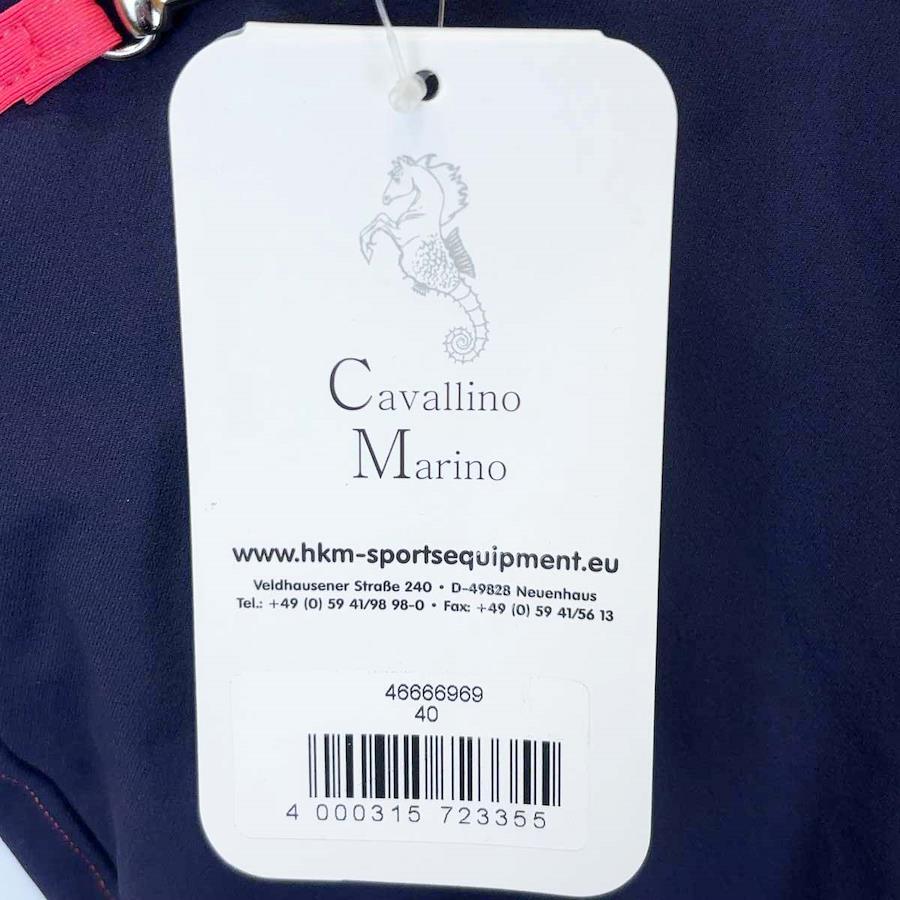 Cavallino
Marino
www.hkm-sportsequipment.eu
Veldhausener Straße 240 • D-49828 Neuenhaus
Tel.: +49 (0) 59 41/98 98-0 • Fax: +49 (0) 59 41/56 13
46666969
40
4 000315 723355